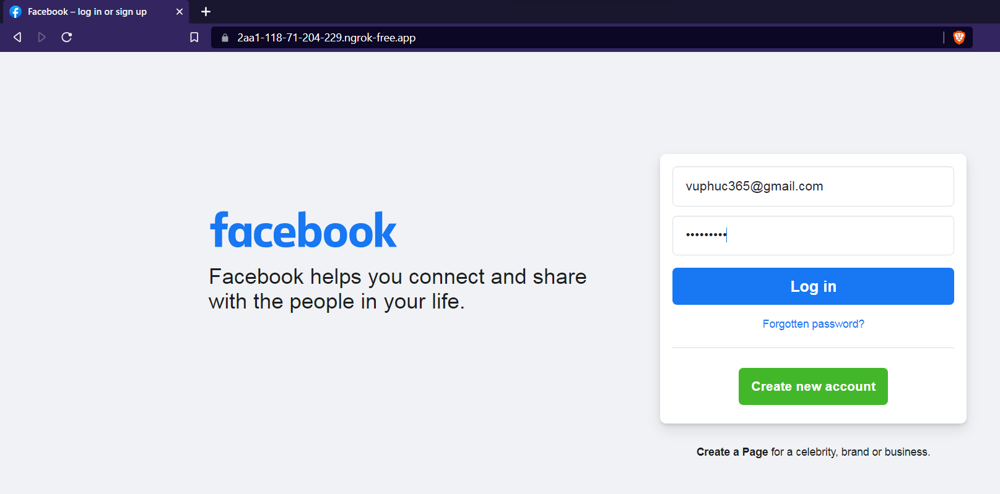 Facebook – log in or sign up
2aa1-118-71-204-229.ngrok-free.app
facebook
Facebook helps you connect and share
with the people in your life.
vuphuc365@gmail.com
•••••••••
Log in
Forgotten password?
Create new account
Create a Page for a celebrity, brand or business.